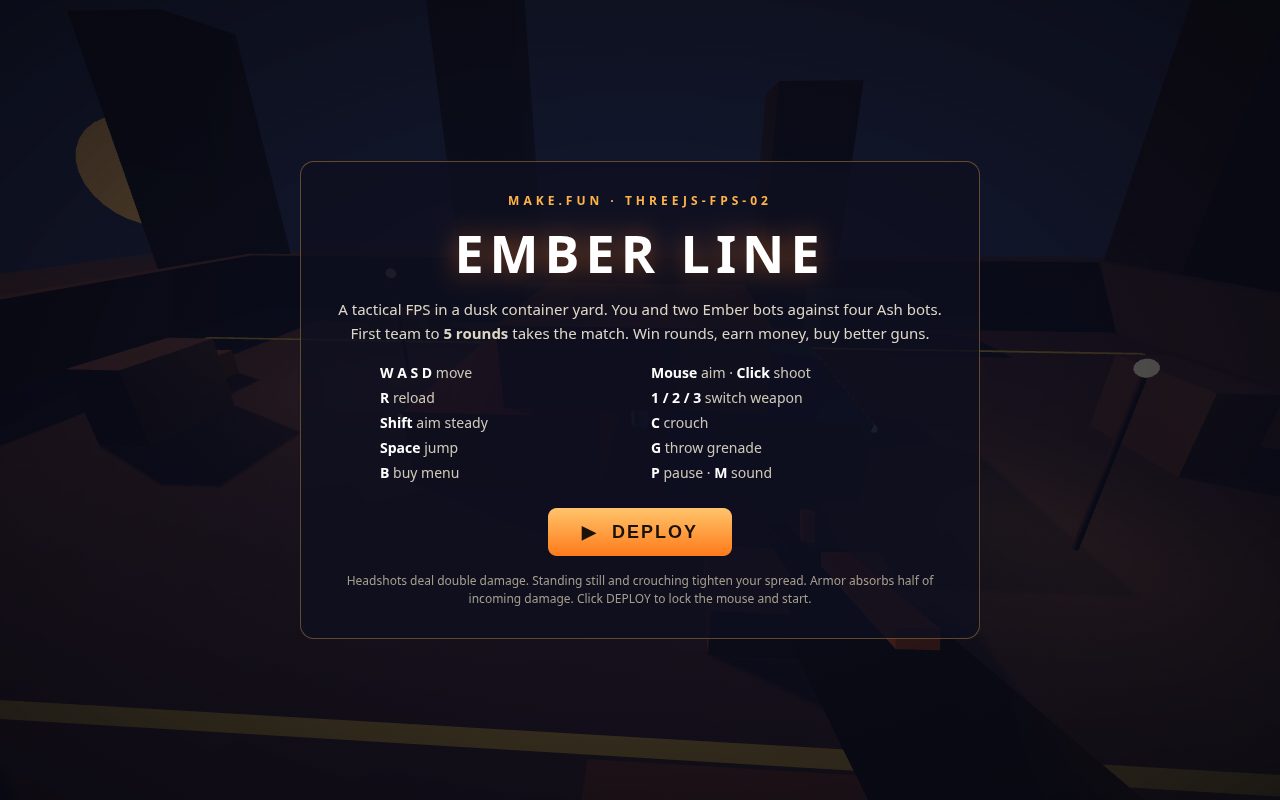 MAKE.FUN · THREEJS-FPS-02
EMBER LINE
A tactical FPS in a dusk container yard. You and two Ember bots against four Ash bots.
First team to 5 rounds takes the match. Win rounds, earn money, buy better guns.
W A S D move
Mouse aim · Click shoot
R reload
1 / 2 / 3 switch weapon
Shift aim steady
C crouch
Space jump
G throw grenade
B buy menu
P pause · M sound
▶ DEPLOY
Headshots deal double damage. Standing still and crouching tighten your spread. Armor absorbs half of
incoming damage. Click DEPLOY to lock the mouse and start.